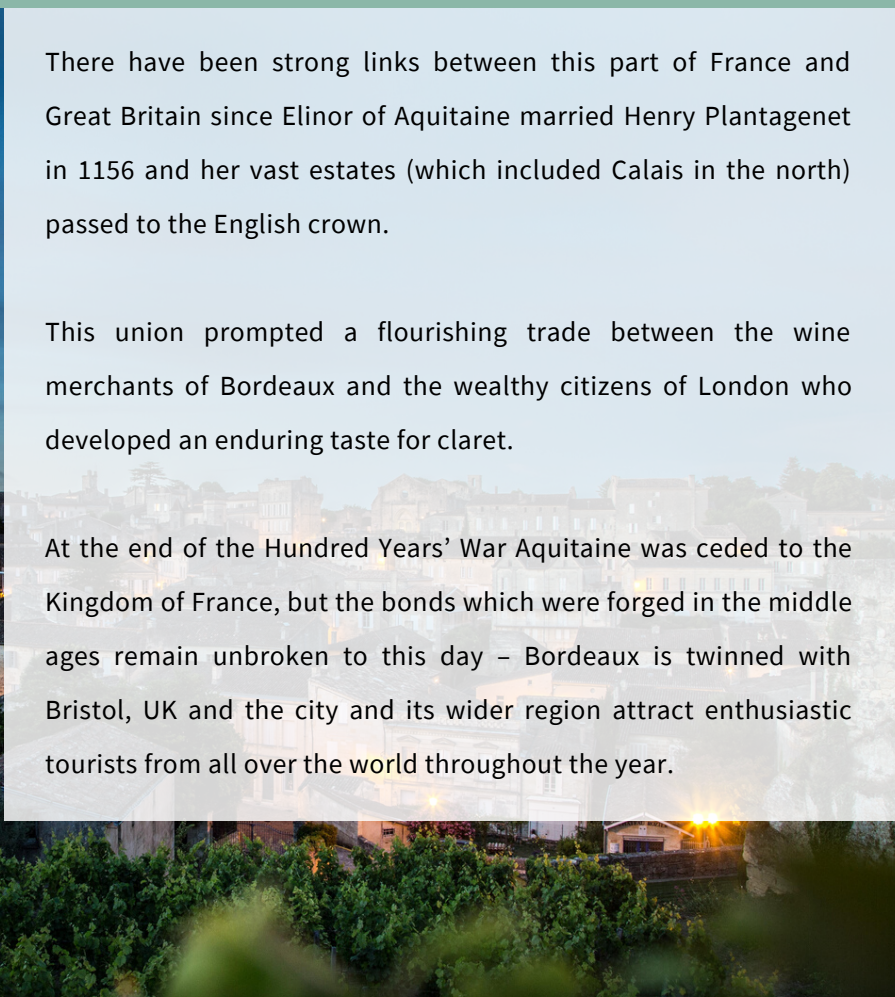 There have been strong links between this part of France and
Great Britain since Elinor of Aquitaine married Henry Plantagenet
in 1156 and her vast estates (which included Calais in the north)
passed to the English crown.
This union prompted a flourishing trade between the wine
merchants of Bordeaux and the wealthy citizens of London who
developed an enduring taste for claret.
At the end of the Hundred Years’ War Aquitaine was ceded to the
Kingdom of France, but the bonds which were forged in the middle
ages remain unbroken to this day – Bordeaux is twinned with
Bristol, UK and the city and its wider region attract enthusiastic
tourists from all over the world throughout the year.